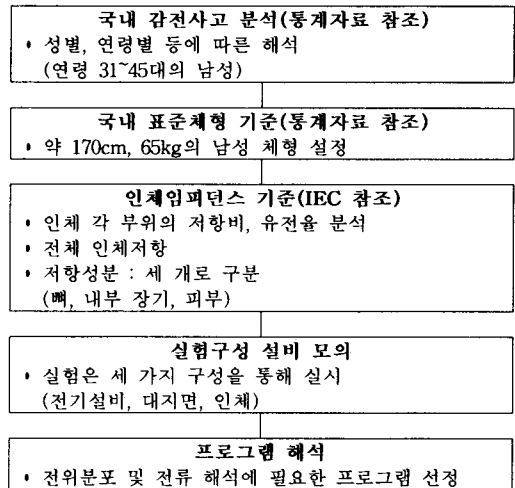 국내 감전사고 분석(통계자료 참조)
• 성별, 연령별 등에 따른 해석
(연령 31~45대의 남성)
국내 표준체형 기준(통계자료 참조)
• 약 170cm, 65kg의 남성 체형 설정
인체임피던스 기준(IEC 참조)
• 인체 각 부위의 저항비, 유전율 분석
• 전체 인체저항
• 저항성분 : 세 개로 구분
(뼈, 내부 장기, 피부)
실험구성 설비 모의
• 실험은 세 가지 구성을 통해 실시
(전기설비, 대지면, 인체)
프로그램 해석
• 전위분포 및 전류 해석에 필요한 프로그램 선정